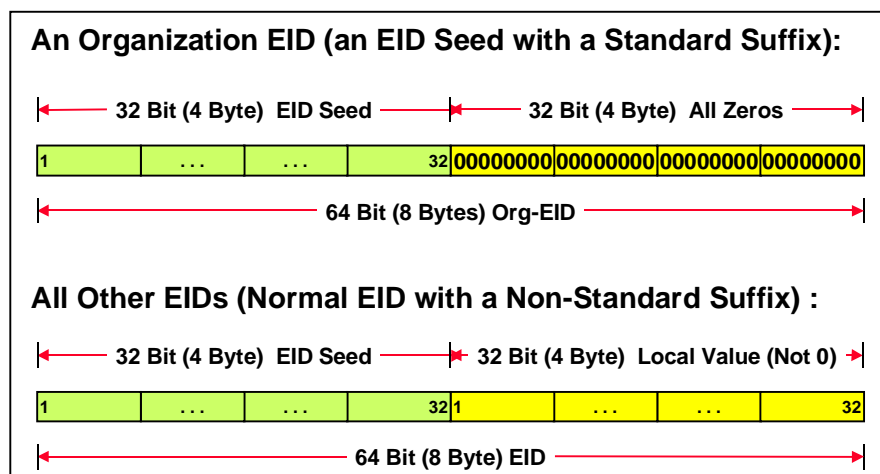 An Organization EID (an EID Seed with a Standard Suffix):
32 Bit (4 Byte) EID Seed 32 Bit (4 Byte) All Zeros
1 ... ... 32 00000000 00000000 00000000 00000000
64 Bit (8 Bytes) Org-EID
All Other EIDs (Normal EID with a Non-Standard Suffix) :
32 Bit (4 Byte) EID Seed 32 Bit (4 Byte) Local Value (Not 0)
1 ... ... 32 1 ... ... 32
64 Bit (8 Byte) EID